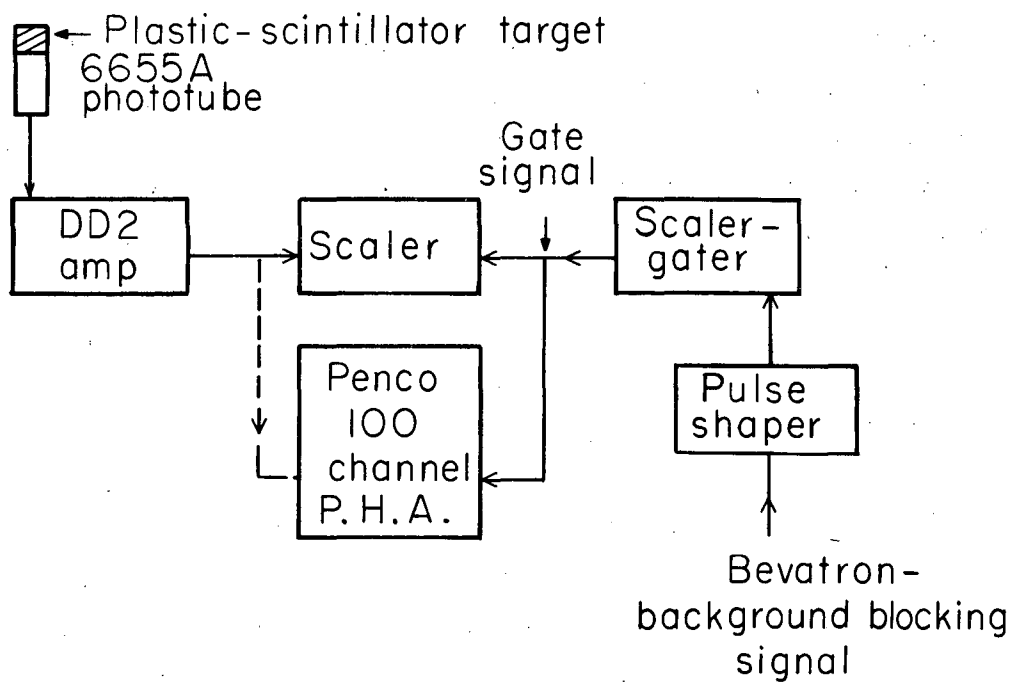 Plastic-scintillator target
6655A
phototube
Gate
signal
DD2
amp
Scaler
Scaler-
gater
Penco
100
channel
P.H.A.
Pulse
shaper
Bevatron-
background blocking
signal